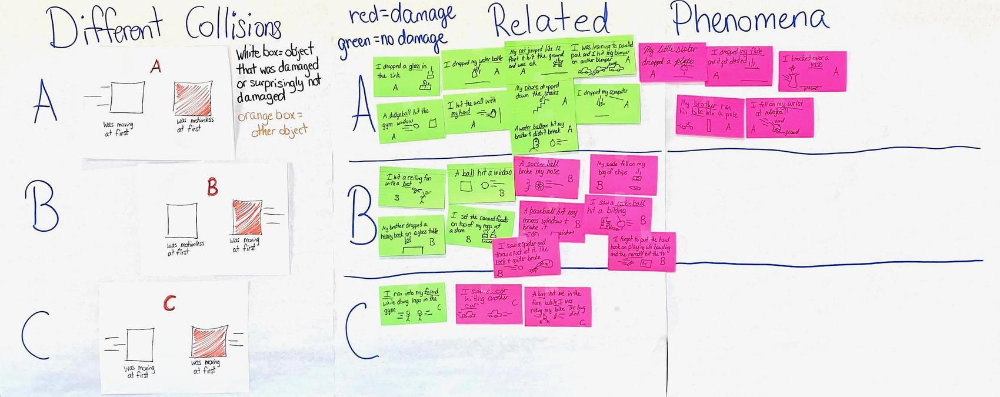 Different Collisions
red=damage
green=no damage
Related Phenomena
A
A
was moving
at first
was motionless
at first
white box=object
that was damaged
or surprisingly not
damaged
orange box=
other object
B
B
was motionless
at first
was moving
at first
C
C
was moving
at first
was moving
at first
A
I dropped a glass in
the sink
A
I dropped my water bottle
A
My cat jumped like 12
feet + hit the ground
and was ok
A
I was learning to parallel
park and I hit my bumper
on another bumper
A
My little sister
dropped a plate
A
I dropped my flute
and it got dented
A
I knocked over a
vase
A
ground
A dodgeball hit the
gym window
A
I hit the wall with
my hand
A
My phone dropped
down the stairs
A
I dropped my computer
A
A water balloon hit my
brother + didn't break
A
My brother ran
his bike into a pole
A
I fell on my wrist
at rollerball
hand
A
ground
B
I hit a ceiling fan
with a bat
B
A ball hit a window
B
A soccer ball
broke my nose
B
My soda fell on my
bag of chips
B
My brother dropped a
heavy book on a glass table
B
I set the canned foods
on top of my eggs at
a store
B
A baseball hit my
moms window +
broke it
B
window
I saw a rockinball
hit a bilding
B
I saw a spider and
threw a rock at it. The
rock + spider broke
B
I forgot to put the hand
hook on playing wii bowling
and the remote hit the tv
tv
B
C
I ran into my friend
while doing laps in the
gym
C
I saw a car
hitting another
car
C
A bug hit me in the
face while I was
riding my bike. The bug
died.
C